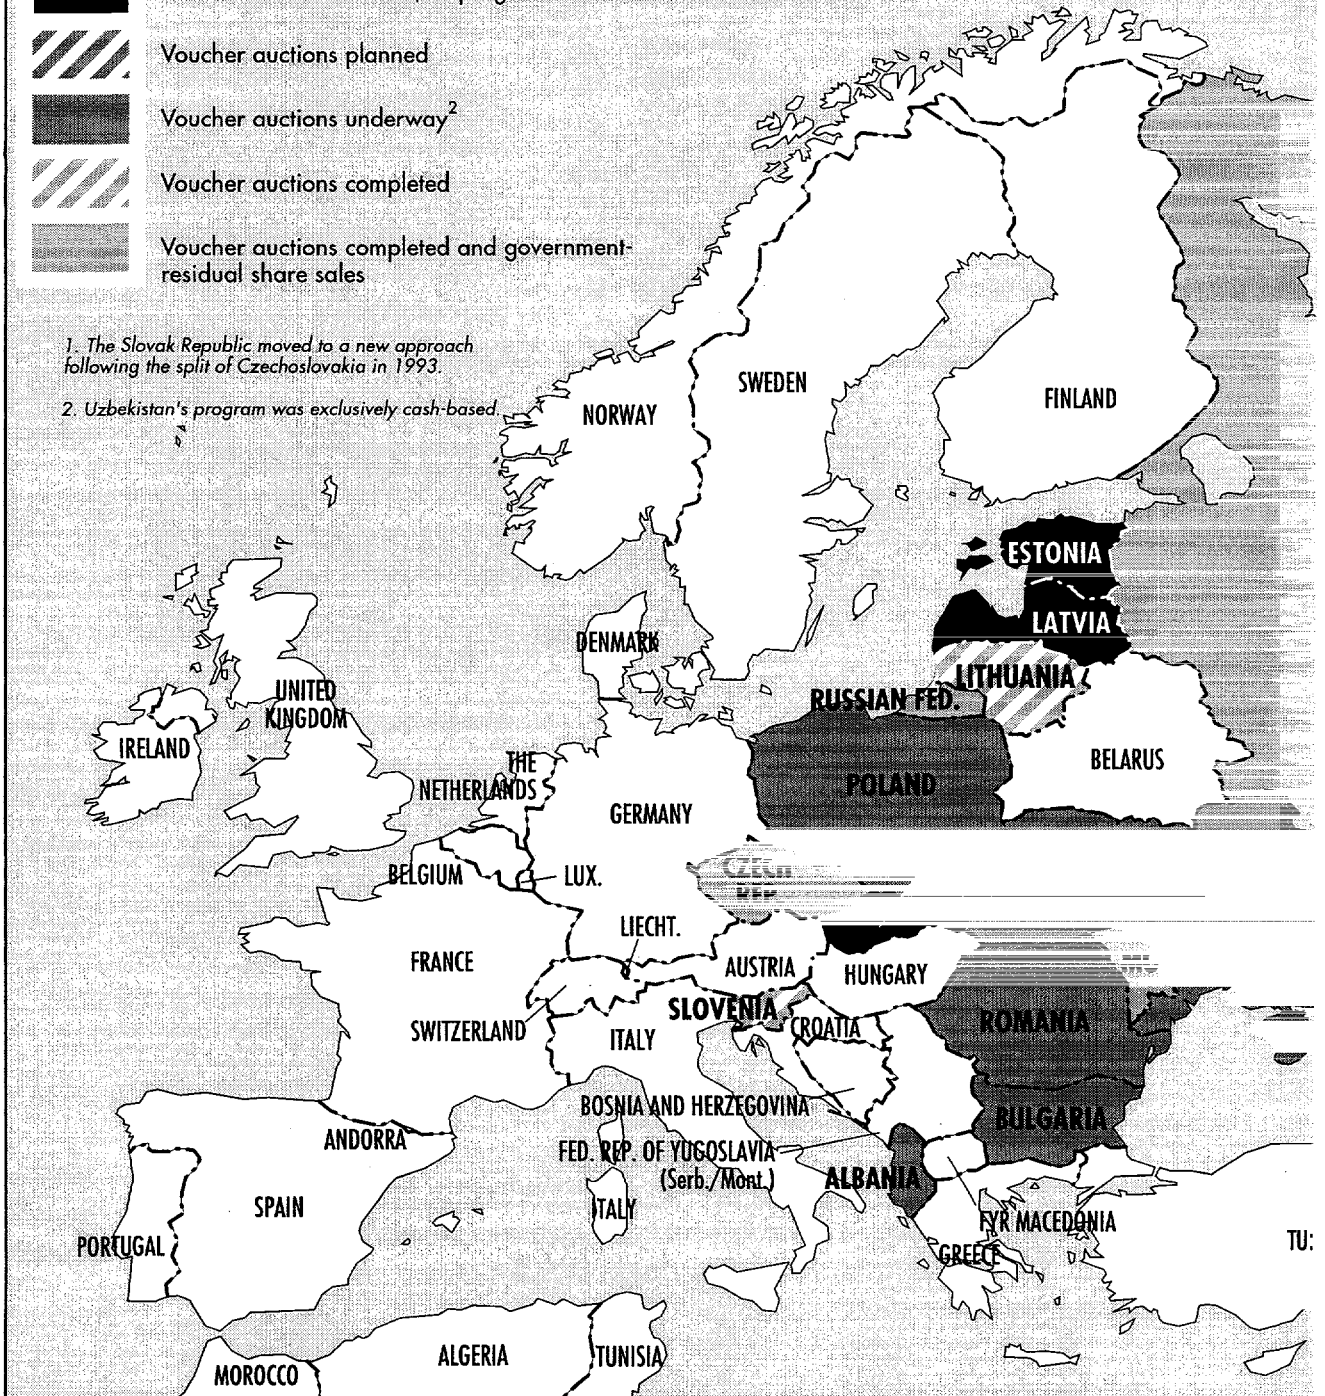 Voucher auctions planned
Voucher auctions underway2
Voucher auctions completed
Voucher auctions completed and government-
residual share sales
1. The Slovak Republic moved to a new approach
following the split of Czechoslovakia in 1993.
2. Uzbekistan's program was exclusively cash-based.
SWEDEN
FINLAND
NORWAY
ESTONIA
LATVIA
DENMARK
LITHUANIA
UNITED
KINGDOM
RUSSIAN FED.
IRELAND
THE
NETHERLANDS
BELARUS
POLAND
GERMANY
BELGIUM
LUX.
CZECH
REP
LIECHT.
FRANCE
AUSTRIA
HUNGARY
SLOVENIA
SWITZERLAND
ITALY
CROATIA
ROMANIA
BOSNIA AND HERZEGOVINA
BULGARIA
ANDORRA
FED. REP. OF YUGOSLAVIA
(Serb./Mont.)
ALBANIA
SPAIN
ITALY
FYR MACEDONIA
PORTUGAL
GREECE
TU:
ALGERIA
TUNISIA
MOROCCO